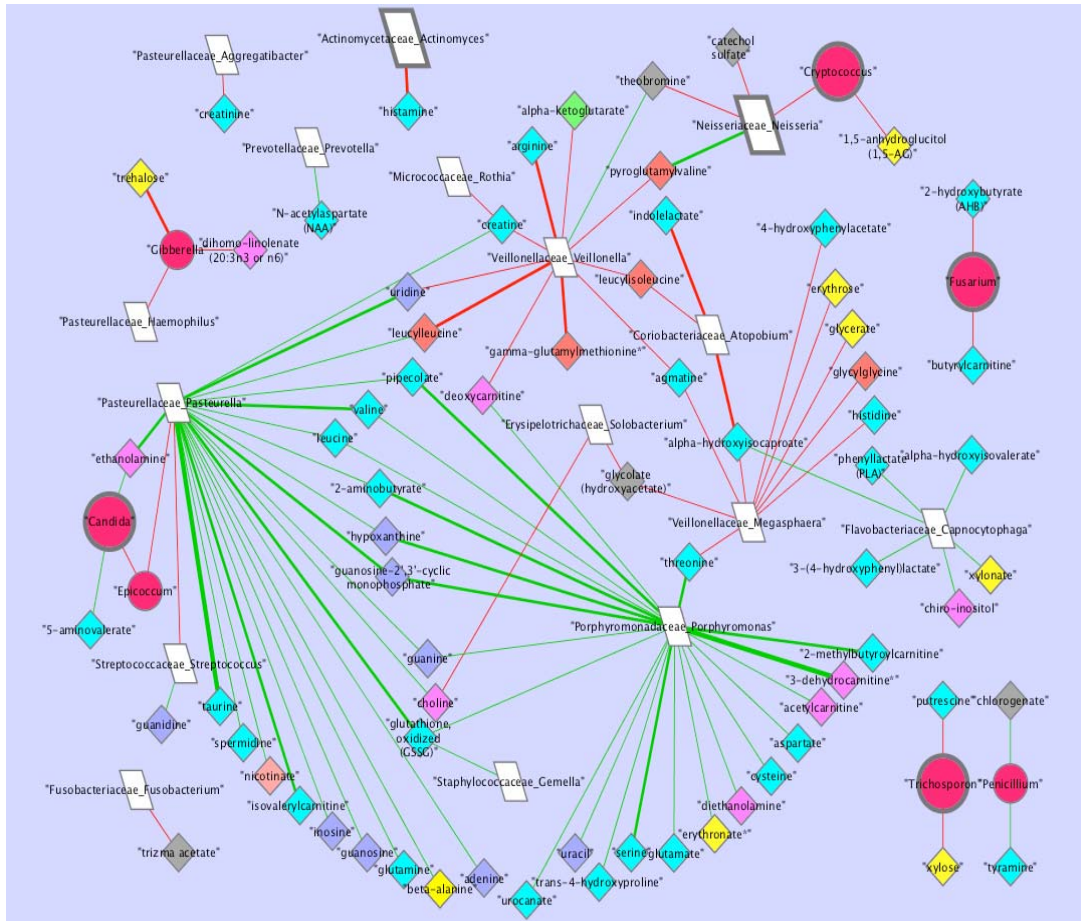 "Pasteurellaceae_Aggregatibacter"
"creatinine"
"Actinomycetaceae_Actinomyces"
"histamine"
"catechol
sulfate"
"Cryptococcus"
"theobromine"
"alpha-ketoglutarate"
"Neisseriaceae_Neisseria"
"1,5-anhydroglucitol
(1,5-AG)"
"arginine"
"Prevotellaceae_Prevotella"
"Micrococcaceae_Rothia"
"pyroglutamylvaline"
"trehalose"
"N-acetylaspartate
(NAA)"
"creatine"
"indolelactate"
"2-hydroxybutyrate
(AHB)"
"4-hydroxyphenylacetate"
"Gibberella"
"dihomo-linolenate
(20:3n3 or n6)"
"Veillonellaceae_Veillonella"
"leucylisoleucine"
"uridine"
"erythrose"
"Fusarium"
"Pasteurellaceae_Haemophilus"
"leucylleucine"
"Coriobacteriaceae_Atopobium"
"glycerate"
"gamma-glutamylmethionine*"
"butyrylcarnitine"
"pipecolate"
"deoxycarnitine"
"agmatine"
"glycylglycine"
"Pasteurellaceae_Pasteurella"
"valine"
"histidine"
"leucine"
"Erysipelotrichaceae_Solobacterium"
"alpha-hydroxyisocaproate"
"ethanolamine"
"phenyllactate
(PLA)"
"alpha-hydroxyisovalerate"
"glycolate
(hydroxyacetate)"
"2-aminobutyrate"
"Candida"
"Veillonellaceae_Megasphaera"
"Flavobacteriaceae_Capnocytophaga"
"hypoxanthine"
"guanosine-2',3'-cyclic
monophosphate"
"threonine"
"3-(4-hydroxyphenyl)lactate"
"xylonate"
"Epicoccum"
"chiro-inositol"
"5-aminovalerate"
"Porphyromonadaceae_Porphyromonas"
"Streptococcaceae_Streptococcus"
"guanine"
"2-methylbutyroylcarnitine"
"3-dehydrocarnitine*"
"taurine"
"choline"
"acetylcarnitine"
"putrescine"
"chlorogenate"
"guanidine"
"glutathione,
oxidized
(GSSG)"
"spermidine"
"aspartate"
"nicotinate"
"Staphylococcaceae_Gemella"
"cysteine"
"Fusobacteriaceae_Fusobacterium"
"Trichosporon"
"Penicillium"
"isovalerylcarnitine"
"diethanolamine"
"inosine"
"erythronate*"
"trizma acetate"
"guanosine"
"uracil"
"serine"
"glutamate"
"glutamine"
"xylose"
"tyramine"
"beta-alanine"
"adenine"
"trans-4-hydroxyproline"
"urocanate"